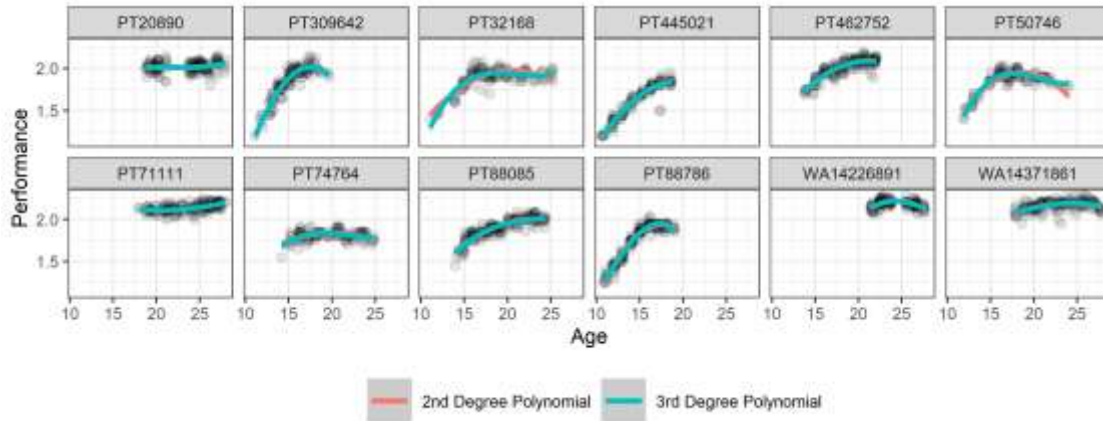 PT20890 PT309642 PT32168 PT445021 PT462752 PT50746
2.0
1.5
PT71111 PT74764 PT88085 PT88786 WA14226891 WA14371861
2.0
1.5
10 15 20 25 10 15 20 25 10 15 20 25 10 15 20 25 10 15 20 25 10 15 20 25
Performance
Age
2nd Degree Polynomial 3rd Degree Polynomial